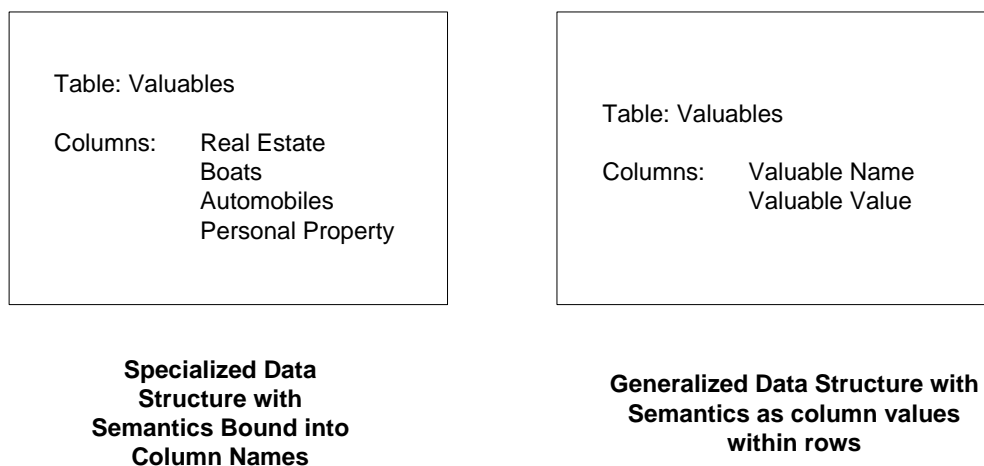 Table: Valuables
Columns: Real Estate
Boats
Automobiles
Personal Property
Specialized Data
Structure with
Semantics Bound into
Column Names
Table: Valuables
Columns: Valuable Name
Valuable Value
Generalized Data Structure with
Semantics as column values
within rows